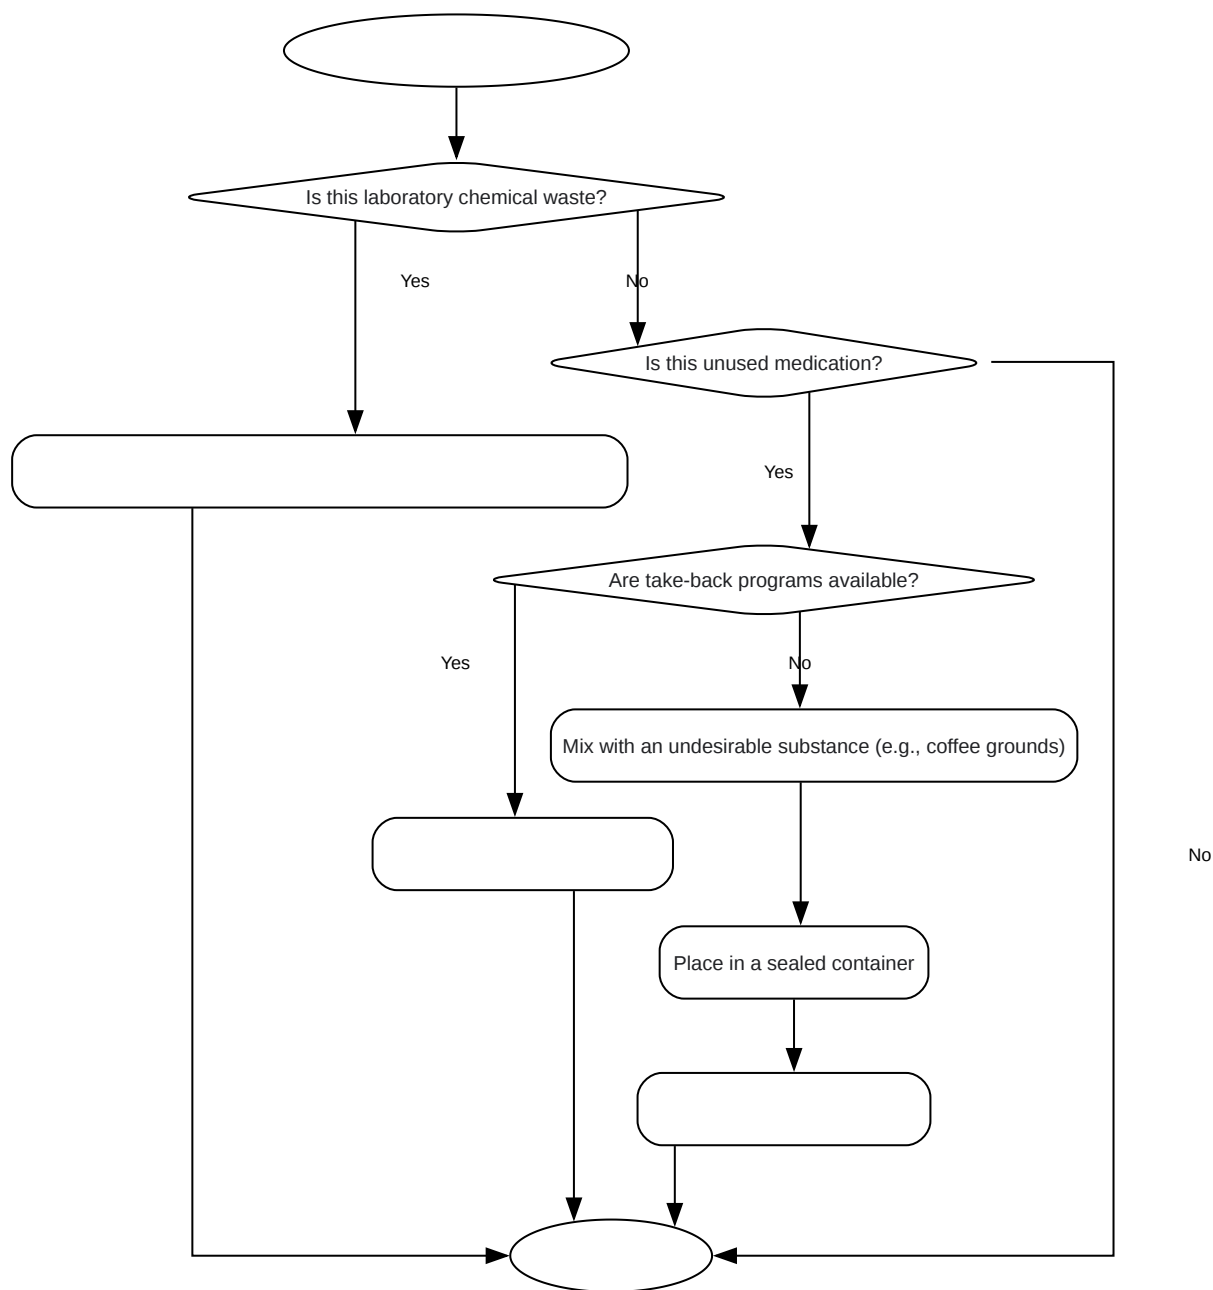 Is this laboratory chemical waste?
Yes
No
Is this unused medication?
Yes
Are take-back programs available?
Yes
No
Mix with an undesirable substance (e.g., coffee grounds)
No
Place in a sealed container